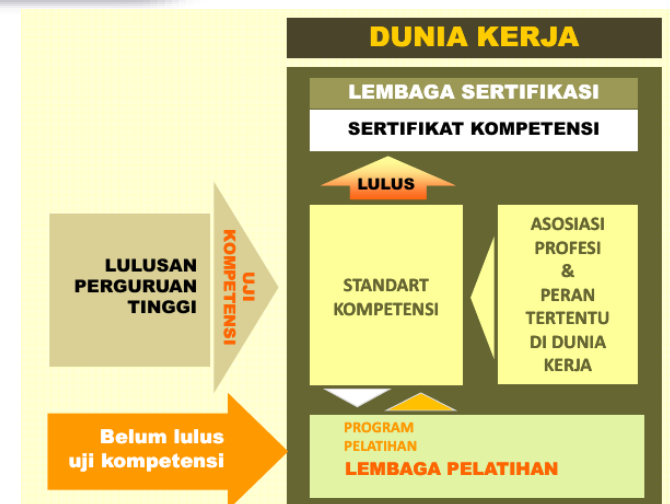 DUNIA KERJA
LEMBAGA SERTIFIKASI
SERTIFIKAT KOMPETENSI
LULUS
LULUSAN
PERGURUAN
TINGGI
UJI
KOMPETENSI
STANDART
KOMPETENSI
ASOSIASI
PROFESI
&
PERAN
TERTENTU
DI DUNIA
KERJA
Belum lulus
uji kompetensi
PROGRAM
PELATIHAN
LEMBAGA PELATIHAN